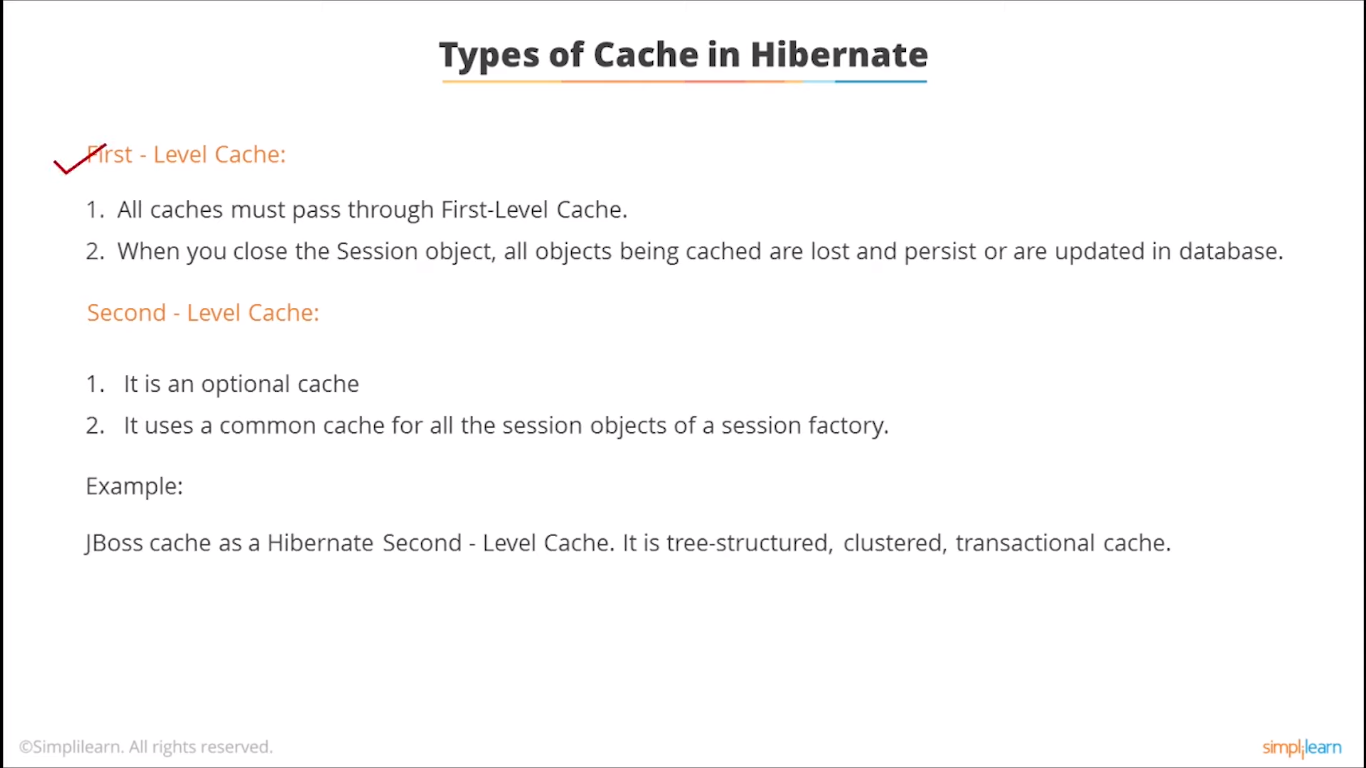 Types of Cache in Hibernate
First - Level Cache:
1. All caches must pass through First-Level Cache.
2. When you close the Session object, all objects being cached are lost and persist or are updated in database.
Second - Level Cache:
1. It is an optional cache
2. It uses a common cache for all the session objects of a session factory.
Example:
JBoss cache as a Hibernate Second - Level Cache. It is tree-structured, clustered, transactional cache.
©Simplilearn. All rights reserved.
simplilearn